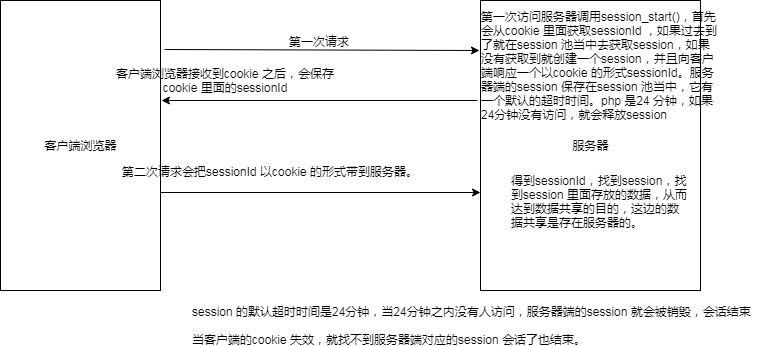 第一次请求
第一次访问服务器调用session_start()，首先
会从cookie 里面获取sessionId ，如果过去到
了就在session 池当中去获取session，如果
没有获取到就创建一个session，并且向客户
端响应一个以cookie 的形式sessionId。服务
器端的session 保存在session 池当中，它有
一个默认的超时时间。php 是24 分钟，如果
24分钟没有访问，就会释放session
客户端浏览器接收到cookie 之后，会保存
cookie 里面的sessionId
客户端浏览器
服务器
第二次请求会把sessionId 以cookie 的形式带到服务器。
得到sessionId，找到session，找
到session 里面存放的数据，从而
达到数据共享的目的，这边的数
据共享是存在服务器的。
session 的默认超时时间是24分钟，当24分钟之内没有人访问，服务器端的session 就会被销毁，会话结束
当客户端的cookie 失效，就找不到服务器端对应的session 会话了也结束。